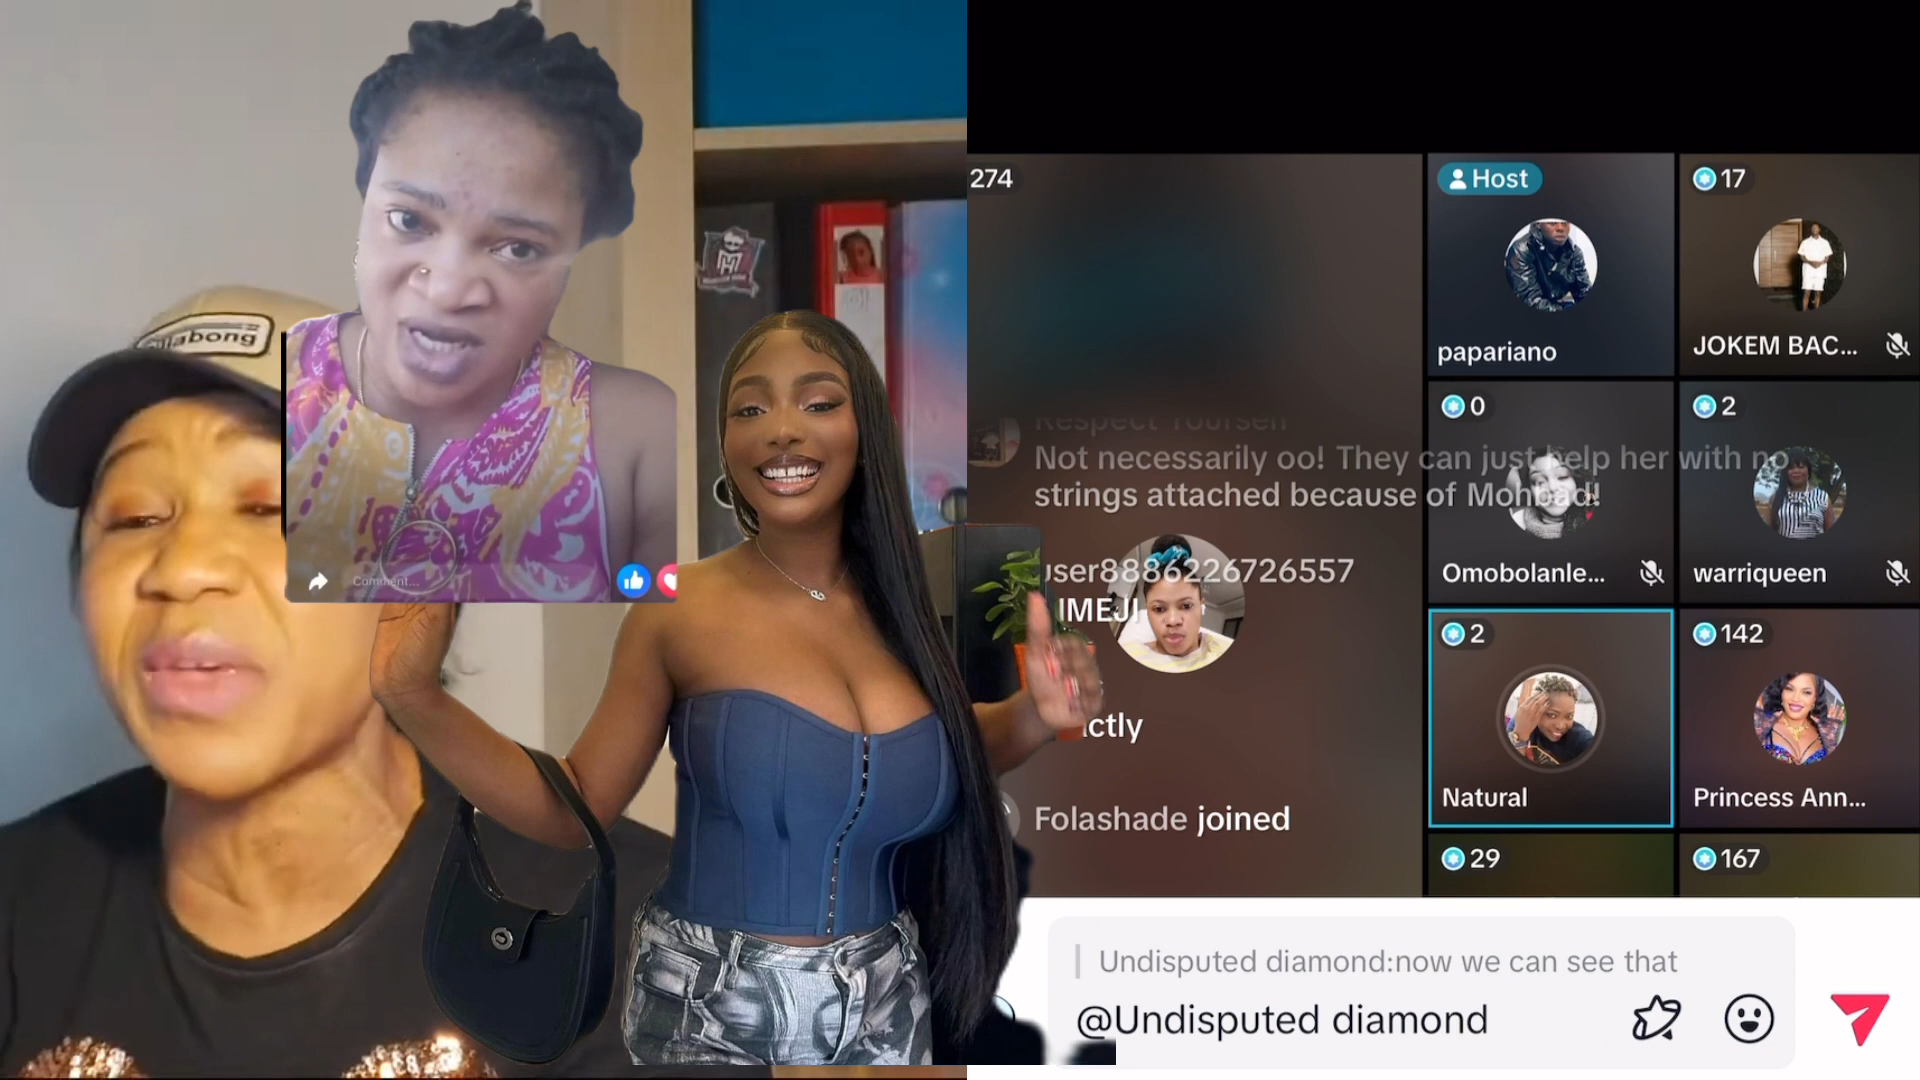 abong
Comment...
274
Host
papariano
17
JOKEM BAC...
Respect Yourself
Not necessarily oo! They can just help her with no
strings attached because of Mohbad!
0
Omobolanle...
2
warriqueen
user8886226726557
IMEJI
ctly
Folashade joined
2
Natural
142
Princess Ann...
29
167
Undisputed diamond:now we can see that
@Undisputed diamond